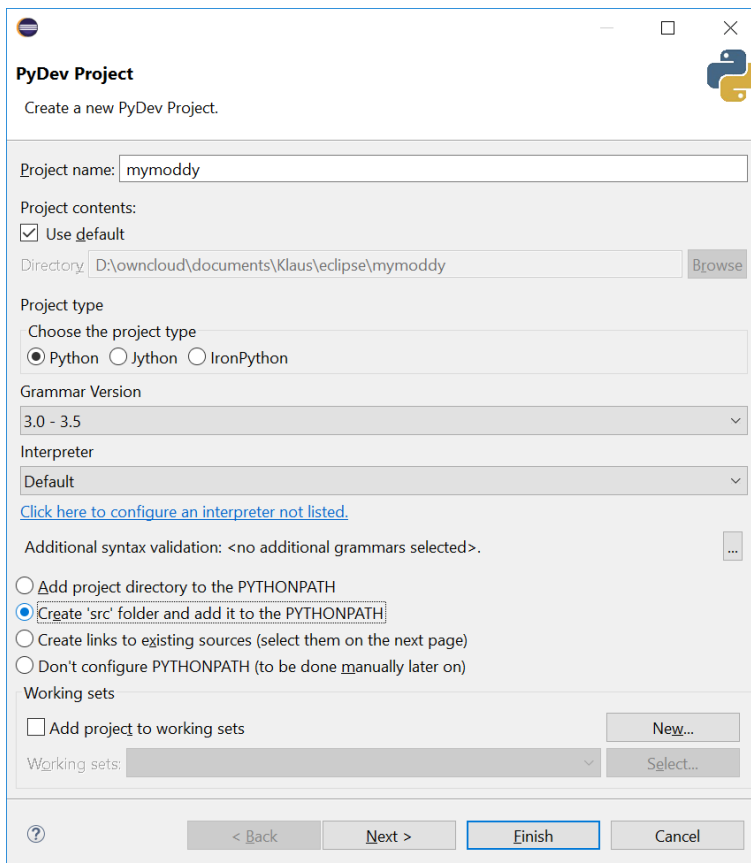 PyDev Project
Create a new PyDev Project.
Project name: mymoddy
Project contents:
Use default
Directory D:\owncloud\documents\Klaus\eclipse\mymoddy Browse
Project type
Choose the project type
Python Jython IronPython
Grammar Version
3.0 - 3.5
Interpreter
Default
Click here to configure an interpreter not listed.
Additional syntax validation: <no additional grammars selected>. ...
Add project directory to the PYTHONPATH
Create 'src' folder and add it to the PYTHONPATH
Create links to existing sources (select them on the next page)
Don't configure PYTHONPATH (to be done manually later on)
Working sets
Add project to working sets New...
Working sets: Select...
? < Back Next > Finish Cancel